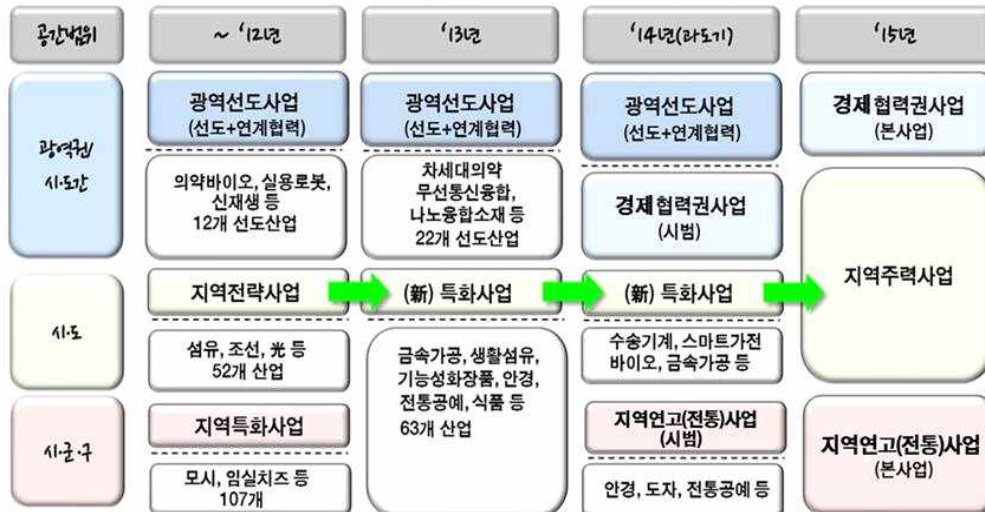 공간범위
~ '12년
'13년
'14년(과도기)
'15년
광역권/
시·도간
광역선도사업
(선도+연계협력)
의약바이오, 실용로봇,
신재생 등
12개 선도산업
광역선도사업
(선도+연계협력)
차세대의약
무선통신융합,
나노융합소재 등
22개 선도산업
광역선도사업
(선도+연계협력)
경제협력권사업
(시범)
경제협력권사업
(본사업)
시·도
지역전략사업
섬유, 조선, 光 등
52개 산업
(新) 특화사업
금속가공, 생활섬유,
기능성화장품, 안경,
전통공예, 식품 등
63개 산업
(新) 특화사업
수송기계, 스마트가전
바이오, 금속가공 등
지역주력사업
시·군·구
지역특화사업
모시, 임실치즈 등
107개
지역연고(전통)사업
(시범)
안경, 도자, 전통공예 등
지역연고(전통)사업
(본사업)